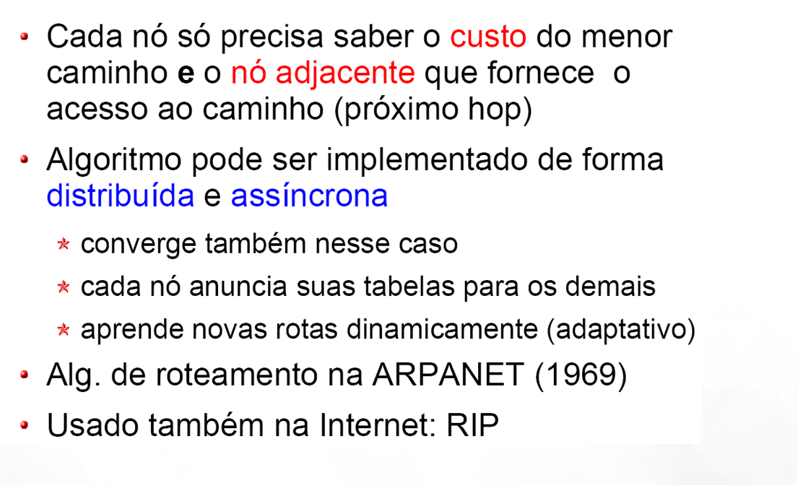 • Cada nó só precisa saber o custo do menor
caminho e o nó adjacente que fornece o
acesso ao caminho (próximo hop)
• Algoritmo pode ser implementado de forma
distribuída e assíncrona
* converge também nesse caso
* cada nó anuncia suas tabelas para os demais
* aprende novas rotas dinamicamente (adaptativo)
• Alg. de roteamento na ARPANET (1969)
• Usado também na Internet: RIP